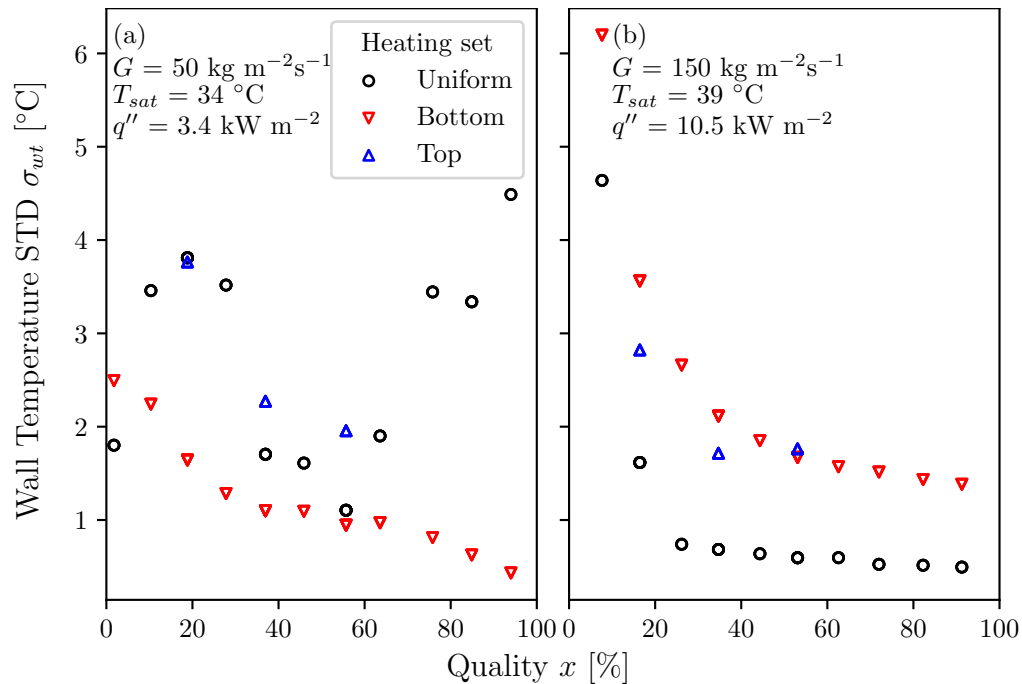 Wall Temperature STD σ_wt [°C]
6
5
4
3
2
1
(a)
G = 50 kg m⁻²s⁻¹
T_sat = 34 °C
q″ = 3.4 kW m⁻²
Heating set
Uniform
Bottom
Top
(b)
G = 150 kg m⁻²s⁻¹
T_sat = 39 °C
q″ = 10.5 kW m⁻²
0 20 40 60 80 100
0 20 40 60 80 100
Quality x [%]